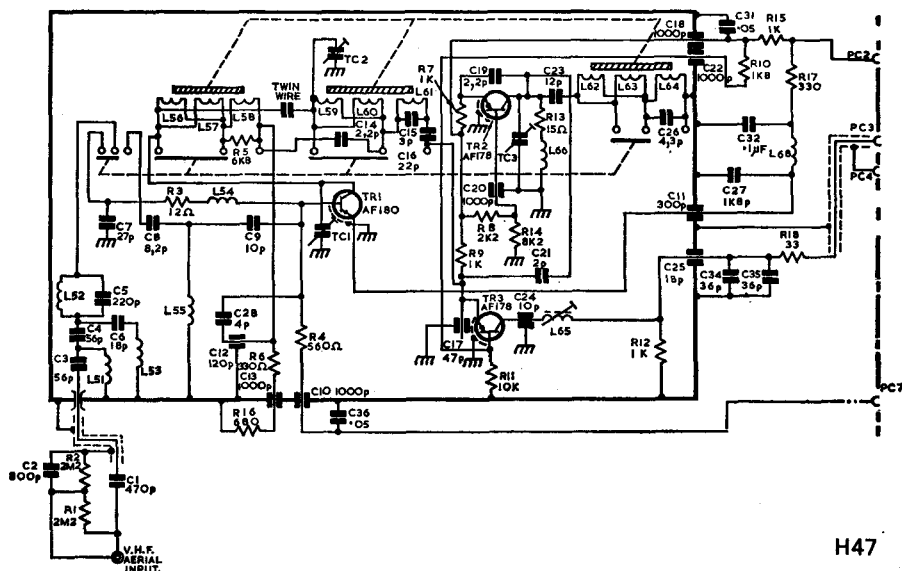 C18
1000p
C31
.05
R15
1K
PC2
TC2
R7
1K
C19
2,2p
C23
12p
C22
1000p
R10
1K8
R17
330
TWIN
WIRE
L56
L57
L58
L59
L60
L61
L62
L63
L64
C14
2,2p
C15
3p
C16
22p
R5
6K8
TR2
AF178
TC3
R13
15Ω
L66
C26
4,3p
C32
.1μF
L68
PC3
PC4
C20
1000p
C27
1K8p
C11
300p
R3
12Ω
L54
TR1
AF180
TC1
C7
27p
C8
8,2p
C9
10p
R8
2K2
R14
8K2
R9
1K
C21
2p
R18
33
C25
18p
C34
36p
C35
36p
L52
C5
220p
L55
C4
56p
C6
18p
C3
56p
L51
L53
C28
4p
C12
120p
R6
330Ω
C13
1000p
R4
560Ω
C10 1000p
TR3
AF178
C24
10p
L65
C17
47p
R11
10K
R12
1K
PC7
R16
680
C36
.05
C2
800p
R2
2M2
R1
2M2
C1
470p
V.H.F.
AERIAL
INPUT.
H47